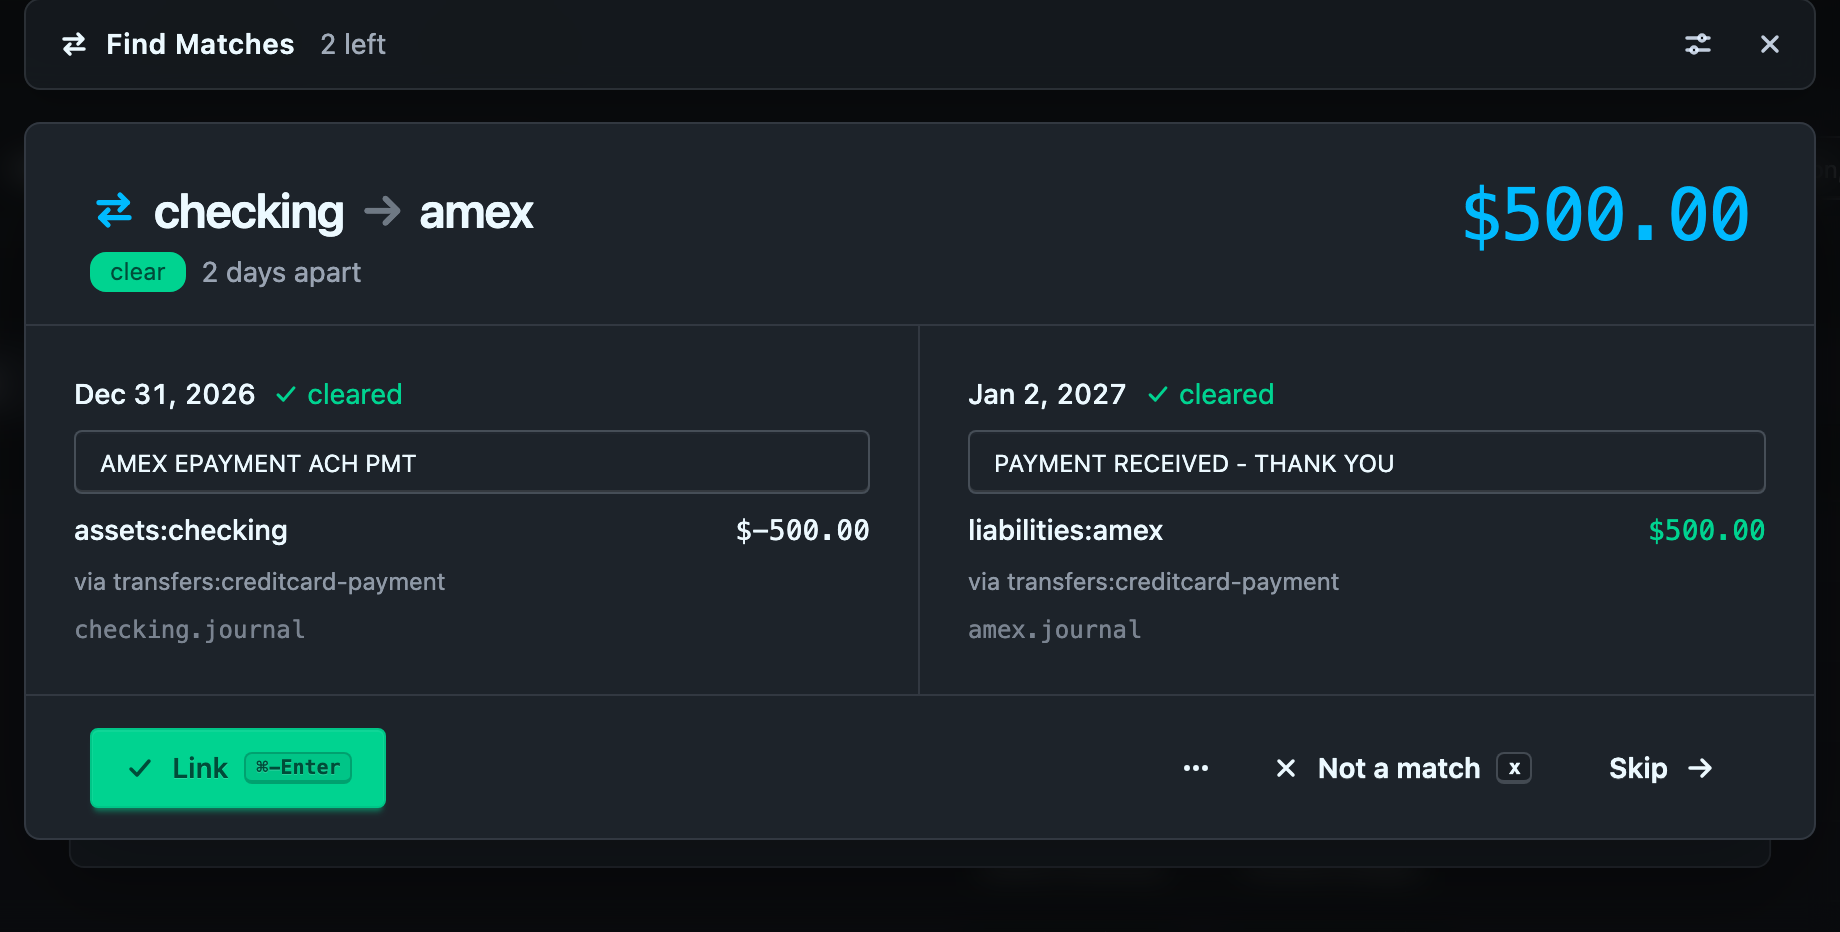 Find Matches 2 left
checking → amex
$500.00
clear 2 days apart
Dec 31, 2026 ✓ cleared
AMEX EPAYMENT ACH PMT
assets:checking $−500.00
via transfers:creditcard-payment
checking.journal
Jan 2, 2027 ✓ cleared
PAYMENT RECEIVED - THANK YOU
liabilities:amex $500.00
via transfers:creditcard-payment
amex.journal
✓ Link ⌘−Enter
··· ✕ Not a match x Skip →